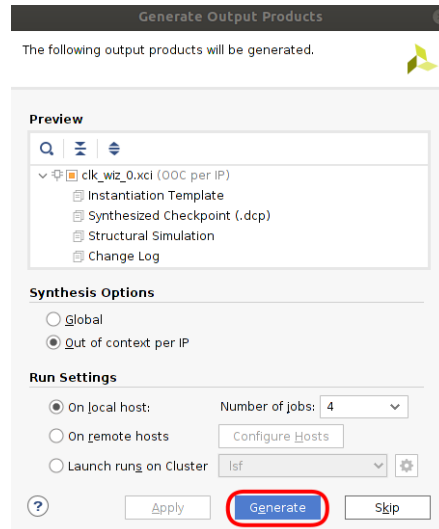 Generate Output Products
The following output products will be generated.
Preview
clk_wiz_0.xci (OOC per IP)
Instantiation Template
Synthesized Checkpoint (.dcp)
Structural Simulation
Change Log
Synthesis Options
Global
Out of context per IP
Run Settings
On local host: Number of jobs: 4
On remote hosts Configure Hosts
Launch runs on Cluster lsf
? Apply Generate Skip